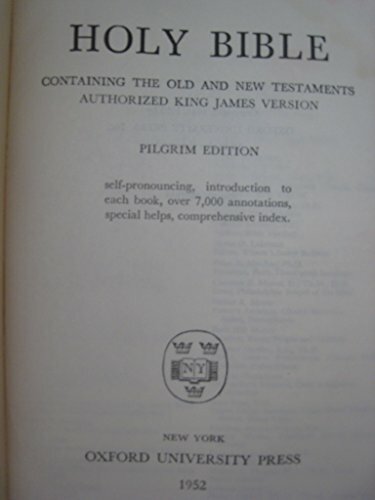 HOLY BIBLE
CONTAINING THE OLD AND NEW TESTAMENTS
AUTHORIZED KING JAMES VERSION
PILGRIM EDITION
self-pronouncing, introduction to
each book, over 7,000 annotations,
special helps, comprehensive index.
NY
NEW YORK
OXFORD UNIVERSITY PRESS
1952